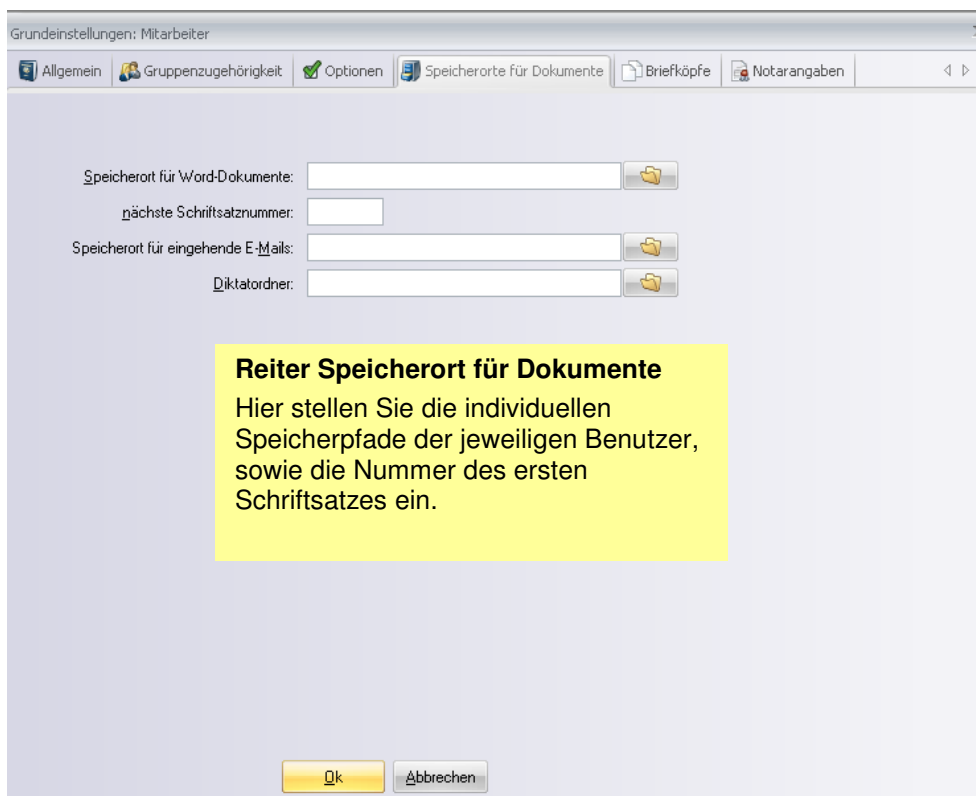 Grundeinstellungen: Mitarbeiter
Allgemein Gruppenzugehörigkeit Optionen Speicherorte für Dokumente Briefköpfe Notarangaben
Speicherort für Word-Dokumente:
nächste Schriftsatznummer:
Speicherort für eingehende E-Mails:
Diktatordner:
Reiter Speicherort für Dokumente
Hier stellen Sie die individuellen
Speicherpfade der jeweiligen Benutzer,
sowie die Nummer des ersten
Schriftsatzes ein.
Ok Abbrechen